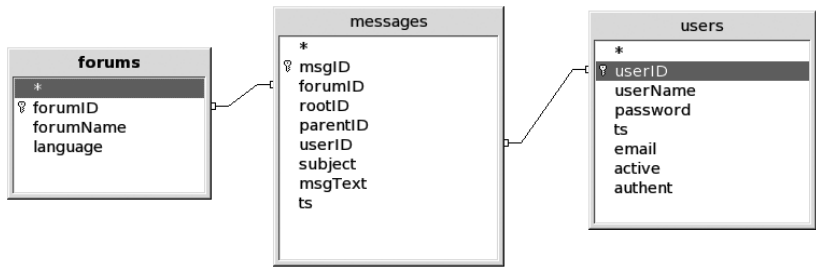 forums
*
forumID
forumName
language
messages
*
msgID
forumID
rootID
parentID
userID
subject
msgText
ts
users
*
userID
userName
password
ts
email
active
authent